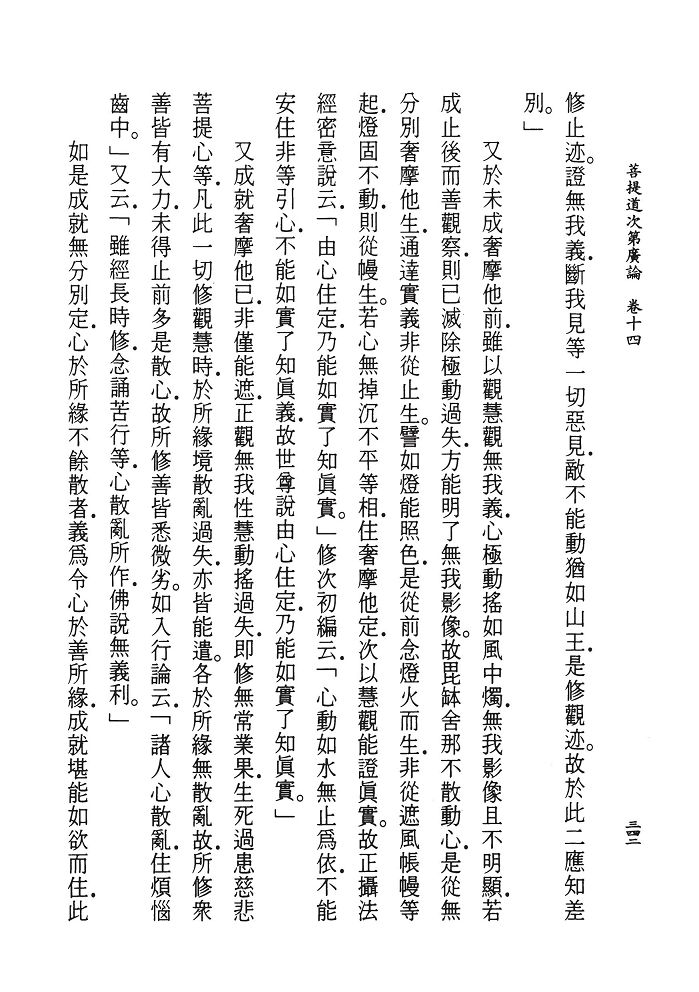 菩提道次第廣論　卷十四
三四二
修止迹。證無我義．斷我見等一切惡見．敵不能動猶如山王．是修觀迹。故於此二應知差
別。」
又於未成奢摩他前．雖以觀慧觀無我義．心極動搖如風中燭．無我影像且不明顯．若
成止後而善觀察．則已滅除極動過失．方能明了無我影像。故毘鉢舍那不散動心．是從無
分別奢摩他生．通達實義非從止生。譬如燈能照色．是從前念燈火而生．非從遮風帳幔等
起．燈固不動．則從幔生。若心無掉沉不平等相．住奢摩他定．次以慧觀能證眞實。故正攝法
經密意說云．「由心住定．乃能如實了知眞實。」修次初編云．「心動如水．無止爲依．不能
安住．非等引心．不能如實了知眞義．故世尊說由心住定．乃能如實了知眞實。」
又成就奢摩他已．非僅能遮．正觀無我性慧動搖過失．即修無常業果．生死過患慈悲
菩提心等．凡此一切修觀慧時．於所緣境散亂過失．亦皆能遣。各於所緣無散亂故．所修衆
善皆有大力．未得止前多是散心．故所修善皆悉微劣。如入行論云．「諸人心散亂．住煩惱
齒中。」又云．「雖經長時修．念誦苦行等．心散亂所作．佛說無義利。」
如是成就無分別定．心於所緣不餘散者．義爲令心於善所緣．成就堪能如欲而住．此